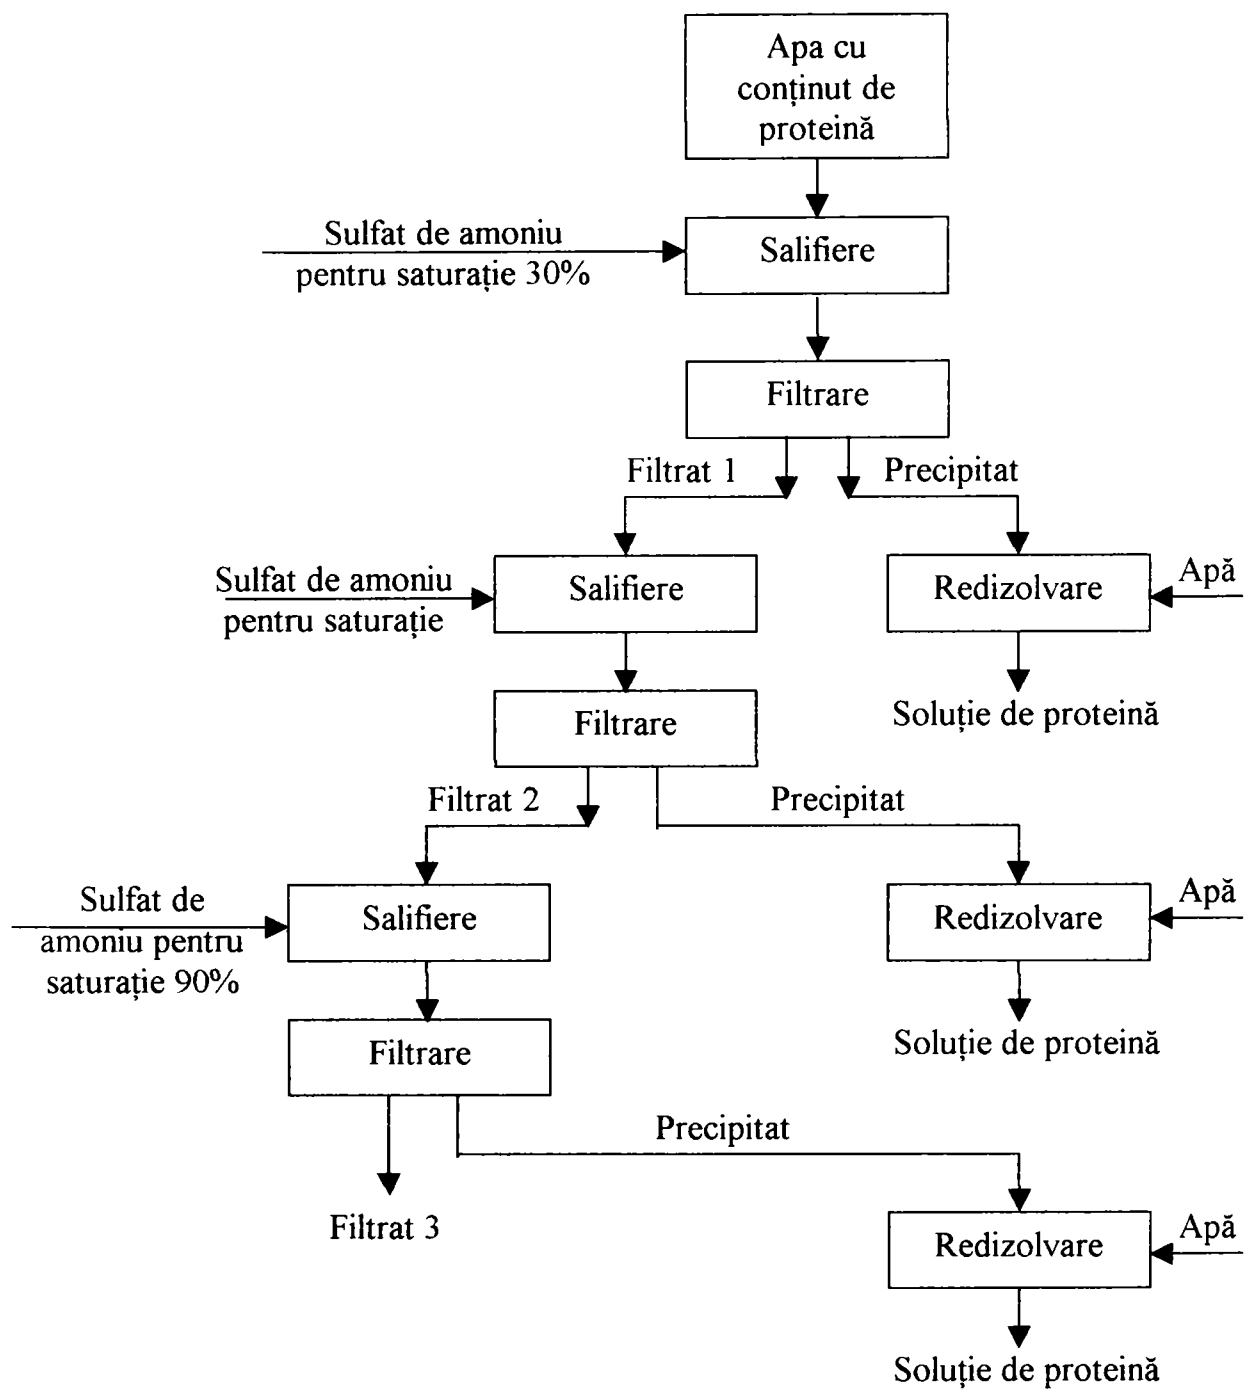 Apa cu
conținut de
proteină
Sulfat de amoniu
pentru saturație 30%
Salifiere
Filtrare
Filtrat 1
Precipitat
Sulfat de amoniu
pentru saturație
Salifiere
Redizolvare
Apă
Filtrare
Soluție de proteină
Filtrat 2
Precipitat
Sulfat de
amoniu pentru
saturație 90%
Salifiere
Redizolvare
Apă
Filtrare
Soluție de proteină
Precipitat
Filtrat 3
Redizolvare
Apă
Soluție de proteină